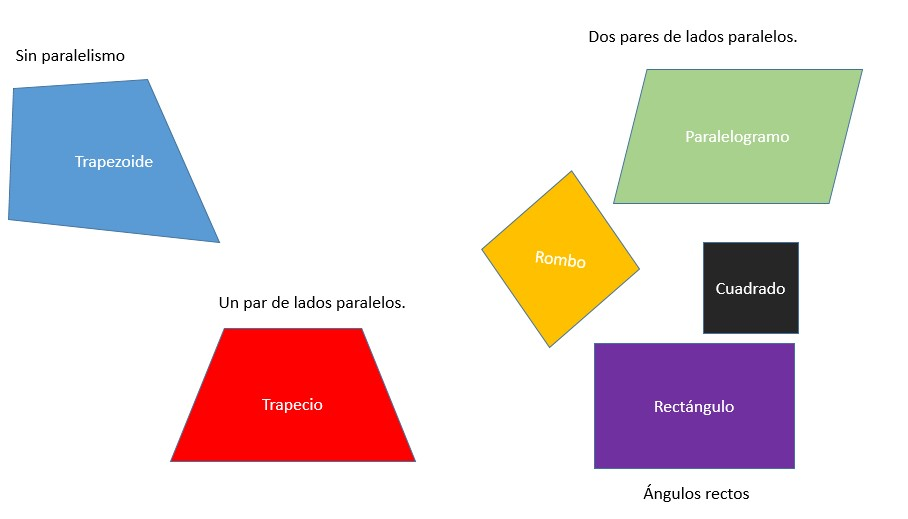 Sin paralelismo
Trapezoide
Dos pares de lados paralelos.
Paralelogramo
Rombo
Cuadrado
Un par de lados paralelos.
Trapecio
Rectángulo
Ángulos rectos